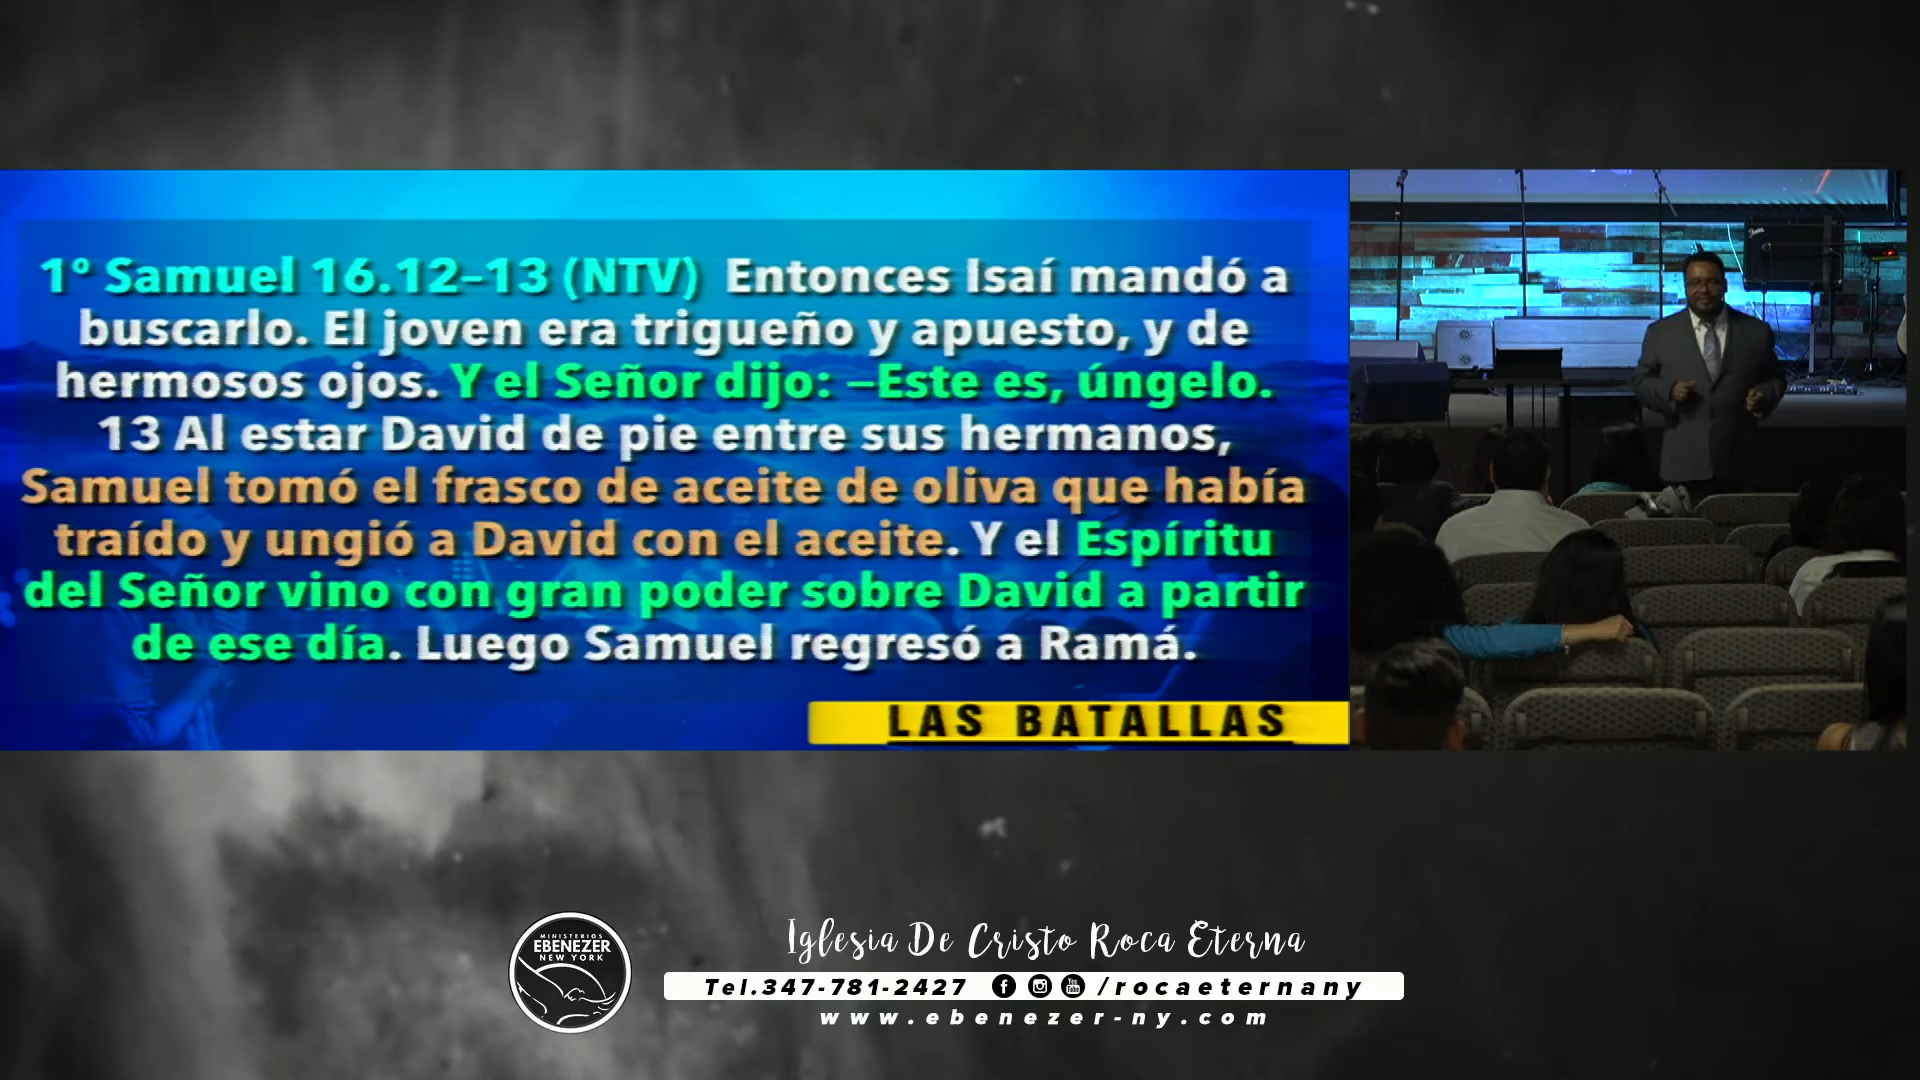 1º Samuel 16.12–13 (NTV) Entonces Isaí mandó a
buscarlo. El joven era trigueño y apuesto, y de
hermosos ojos. Y el Señor dijo: —Este es, úngelo.
13 Al estar David de pie entre sus hermanos,
Samuel tomó el frasco de aceite de oliva que había
traído y ungió a David con el aceite. Y el Espíritu
del Señor vino con gran poder sobre David a partir
de ese día. Luego Samuel regresó a Ramá.
LAS BATALLAS
Fender
MINISTERIOS
EBENEZER
NEW YORK
Iglesia De Cristo Roca Eterna
Tel.347-781-2427 /rocaeternany
www.ebenezer-ny.com